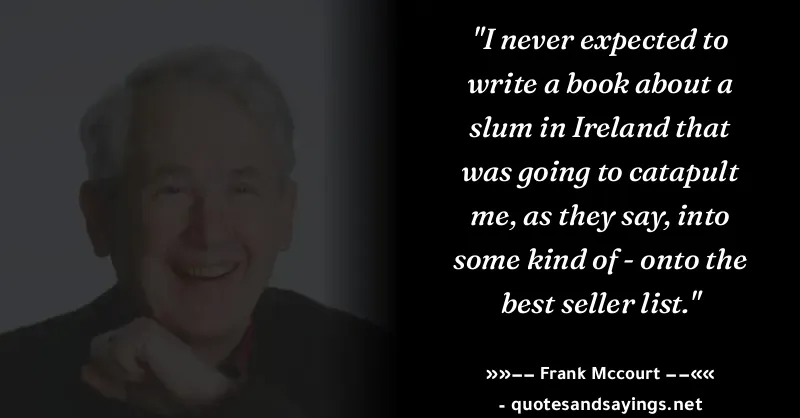 "I never expected to
write a book about a
slum in Ireland that
was going to catapult
me, as they say, into
some kind of - onto the
best seller list."
»»–– Frank Mccourt ––««
- quotesandsayings.net